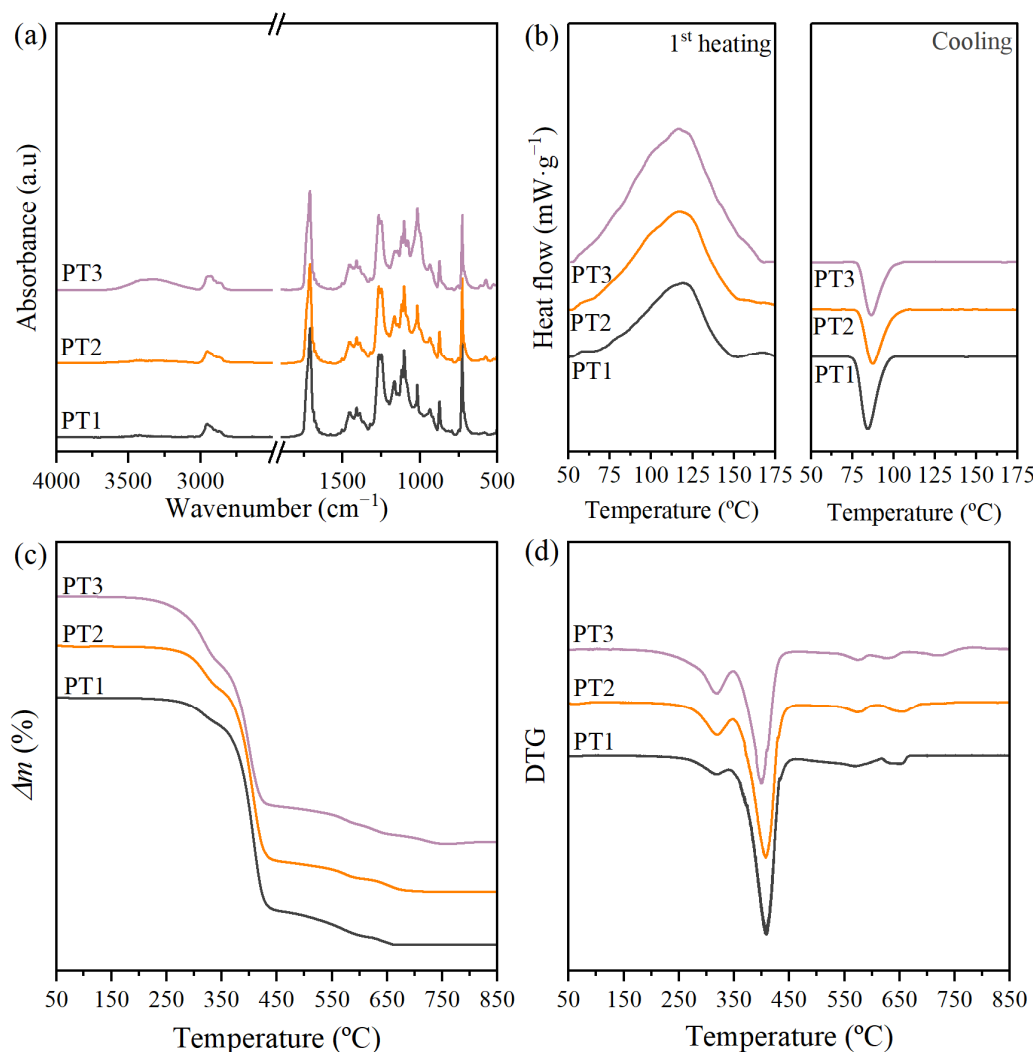 (a)
Absorbance (a.u)
PT3
PT2
PT1
4000 3500 3000 1500 1000 500
Wavenumber (cm⁻¹)
(b)
1st heating
Cooling
Heat flow (mW·g⁻¹)
PT3
PT2
PT1
PT3
PT2
PT1
50 75 100 125 150 175
50 75 100 125 150 175
Temperature (ºC)
Temperature (ºC)
(c)
Δm (%)
PT3
PT2
PT1
50 150 250 350 450 550 650 750 850
Temperature (ºC)
(d)
DTG
PT3
PT2
PT1
50 150 250 350 450 550 650 750 850
Temperature (ºC)